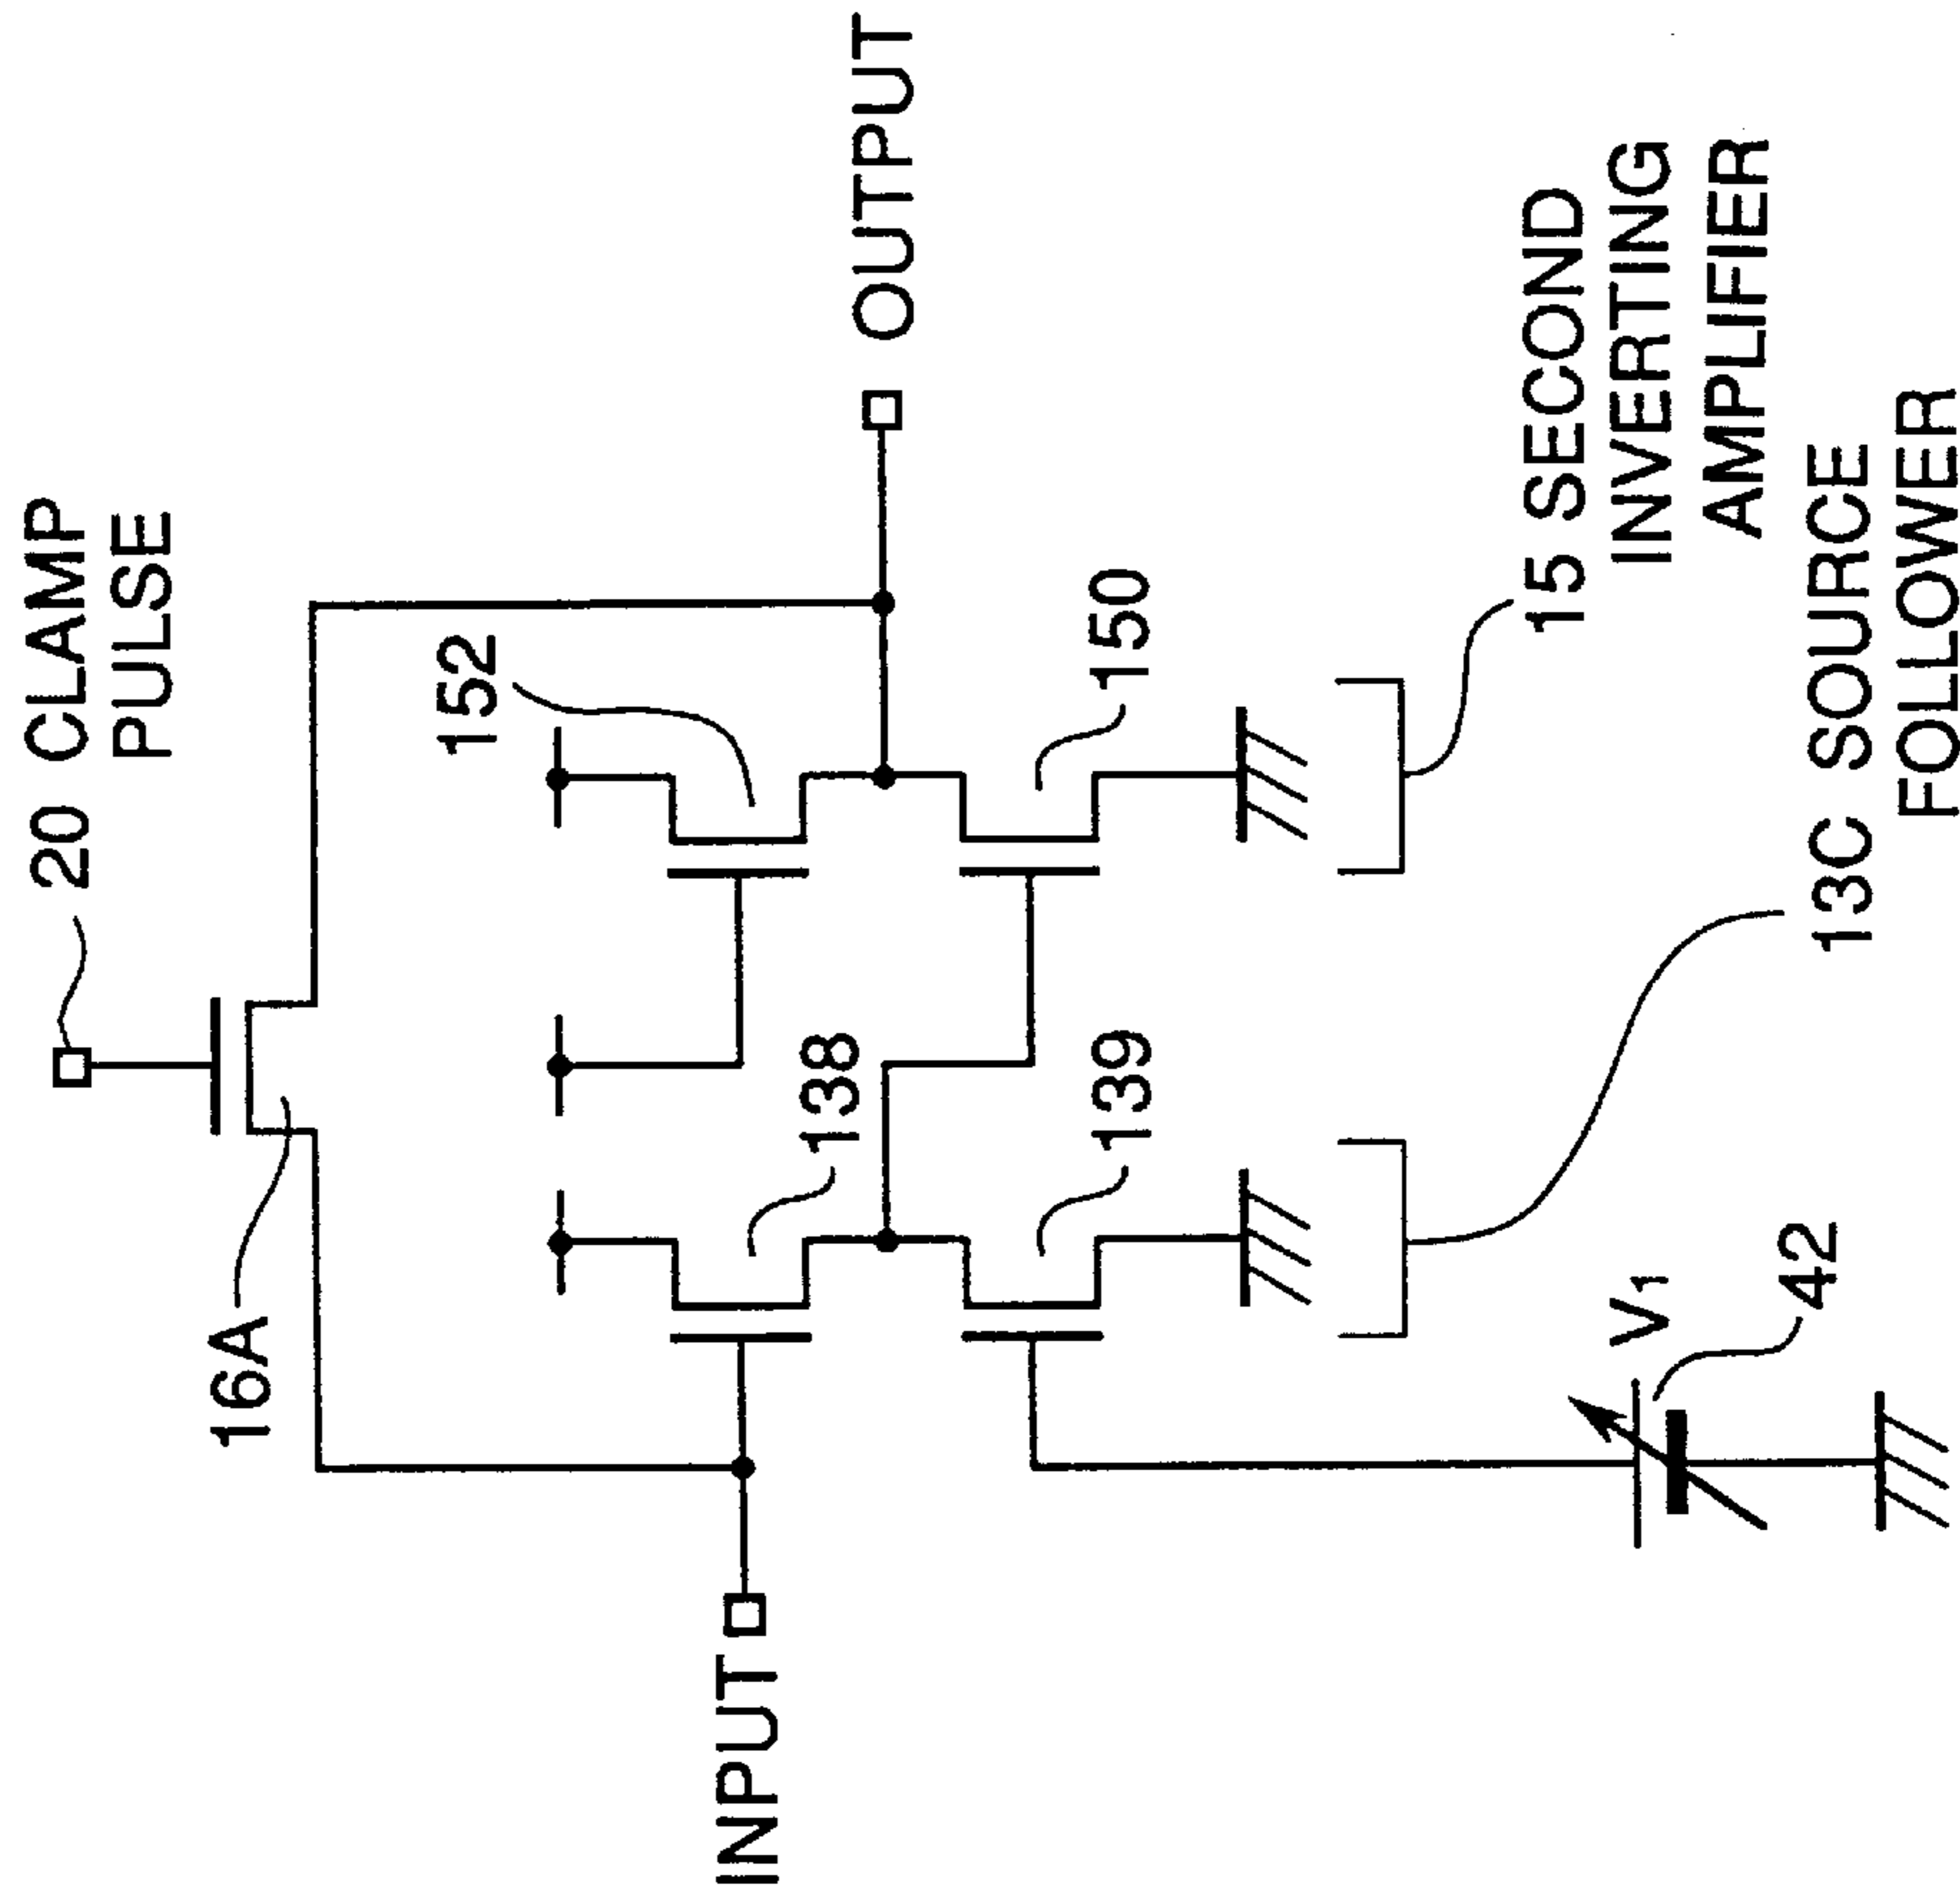 20 CLAMP
PULSE
16A
152
OUTPUT
138
150
139
INPUT
15 SECOND
INVERTING
AMPLIFIER
V1
42
13C SOURCE
FOLLOWER